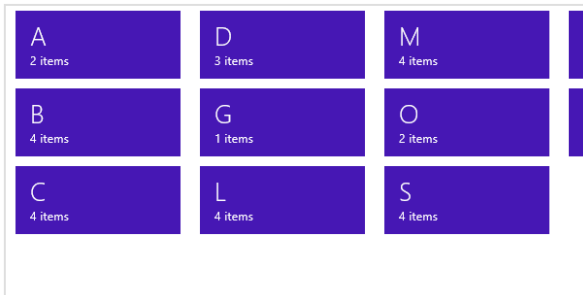 A
2 items
B
4 items
C
4 items
D
3 items
G
1 items
L
4 items
M
4 items
O
2 items
S
4 items